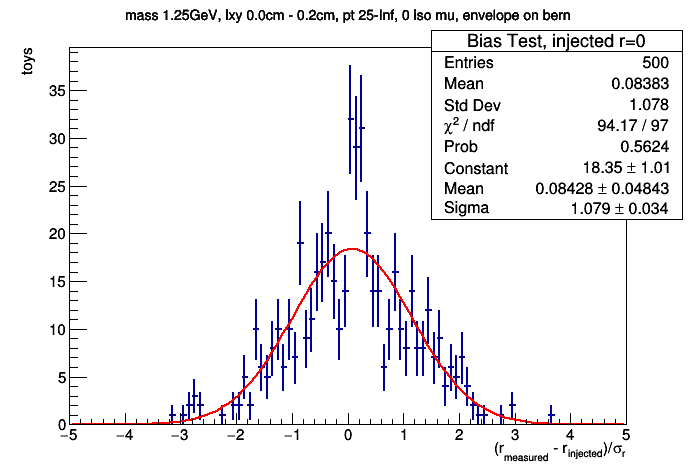 mass 1.25GeV, lxy 0.0cm - 0.2cm, pt 25-Inf, 0 Iso mu, envelope on bern
Bias Test, injected r=0
Entries 500
Mean 0.08383
Std Dev 1.078
χ² / ndf 94.17 / 97
Prob 0.5624
Constant 18.35 ± 1.01
Mean 0.08428 ± 0.04843
Sigma 1.079 ± 0.034
toys
35
30
25
20
15
10
5
0
−5 −4 −3 −2 −1 0 1 2 3 4 5
(r_measured - r_injected)/σ_r